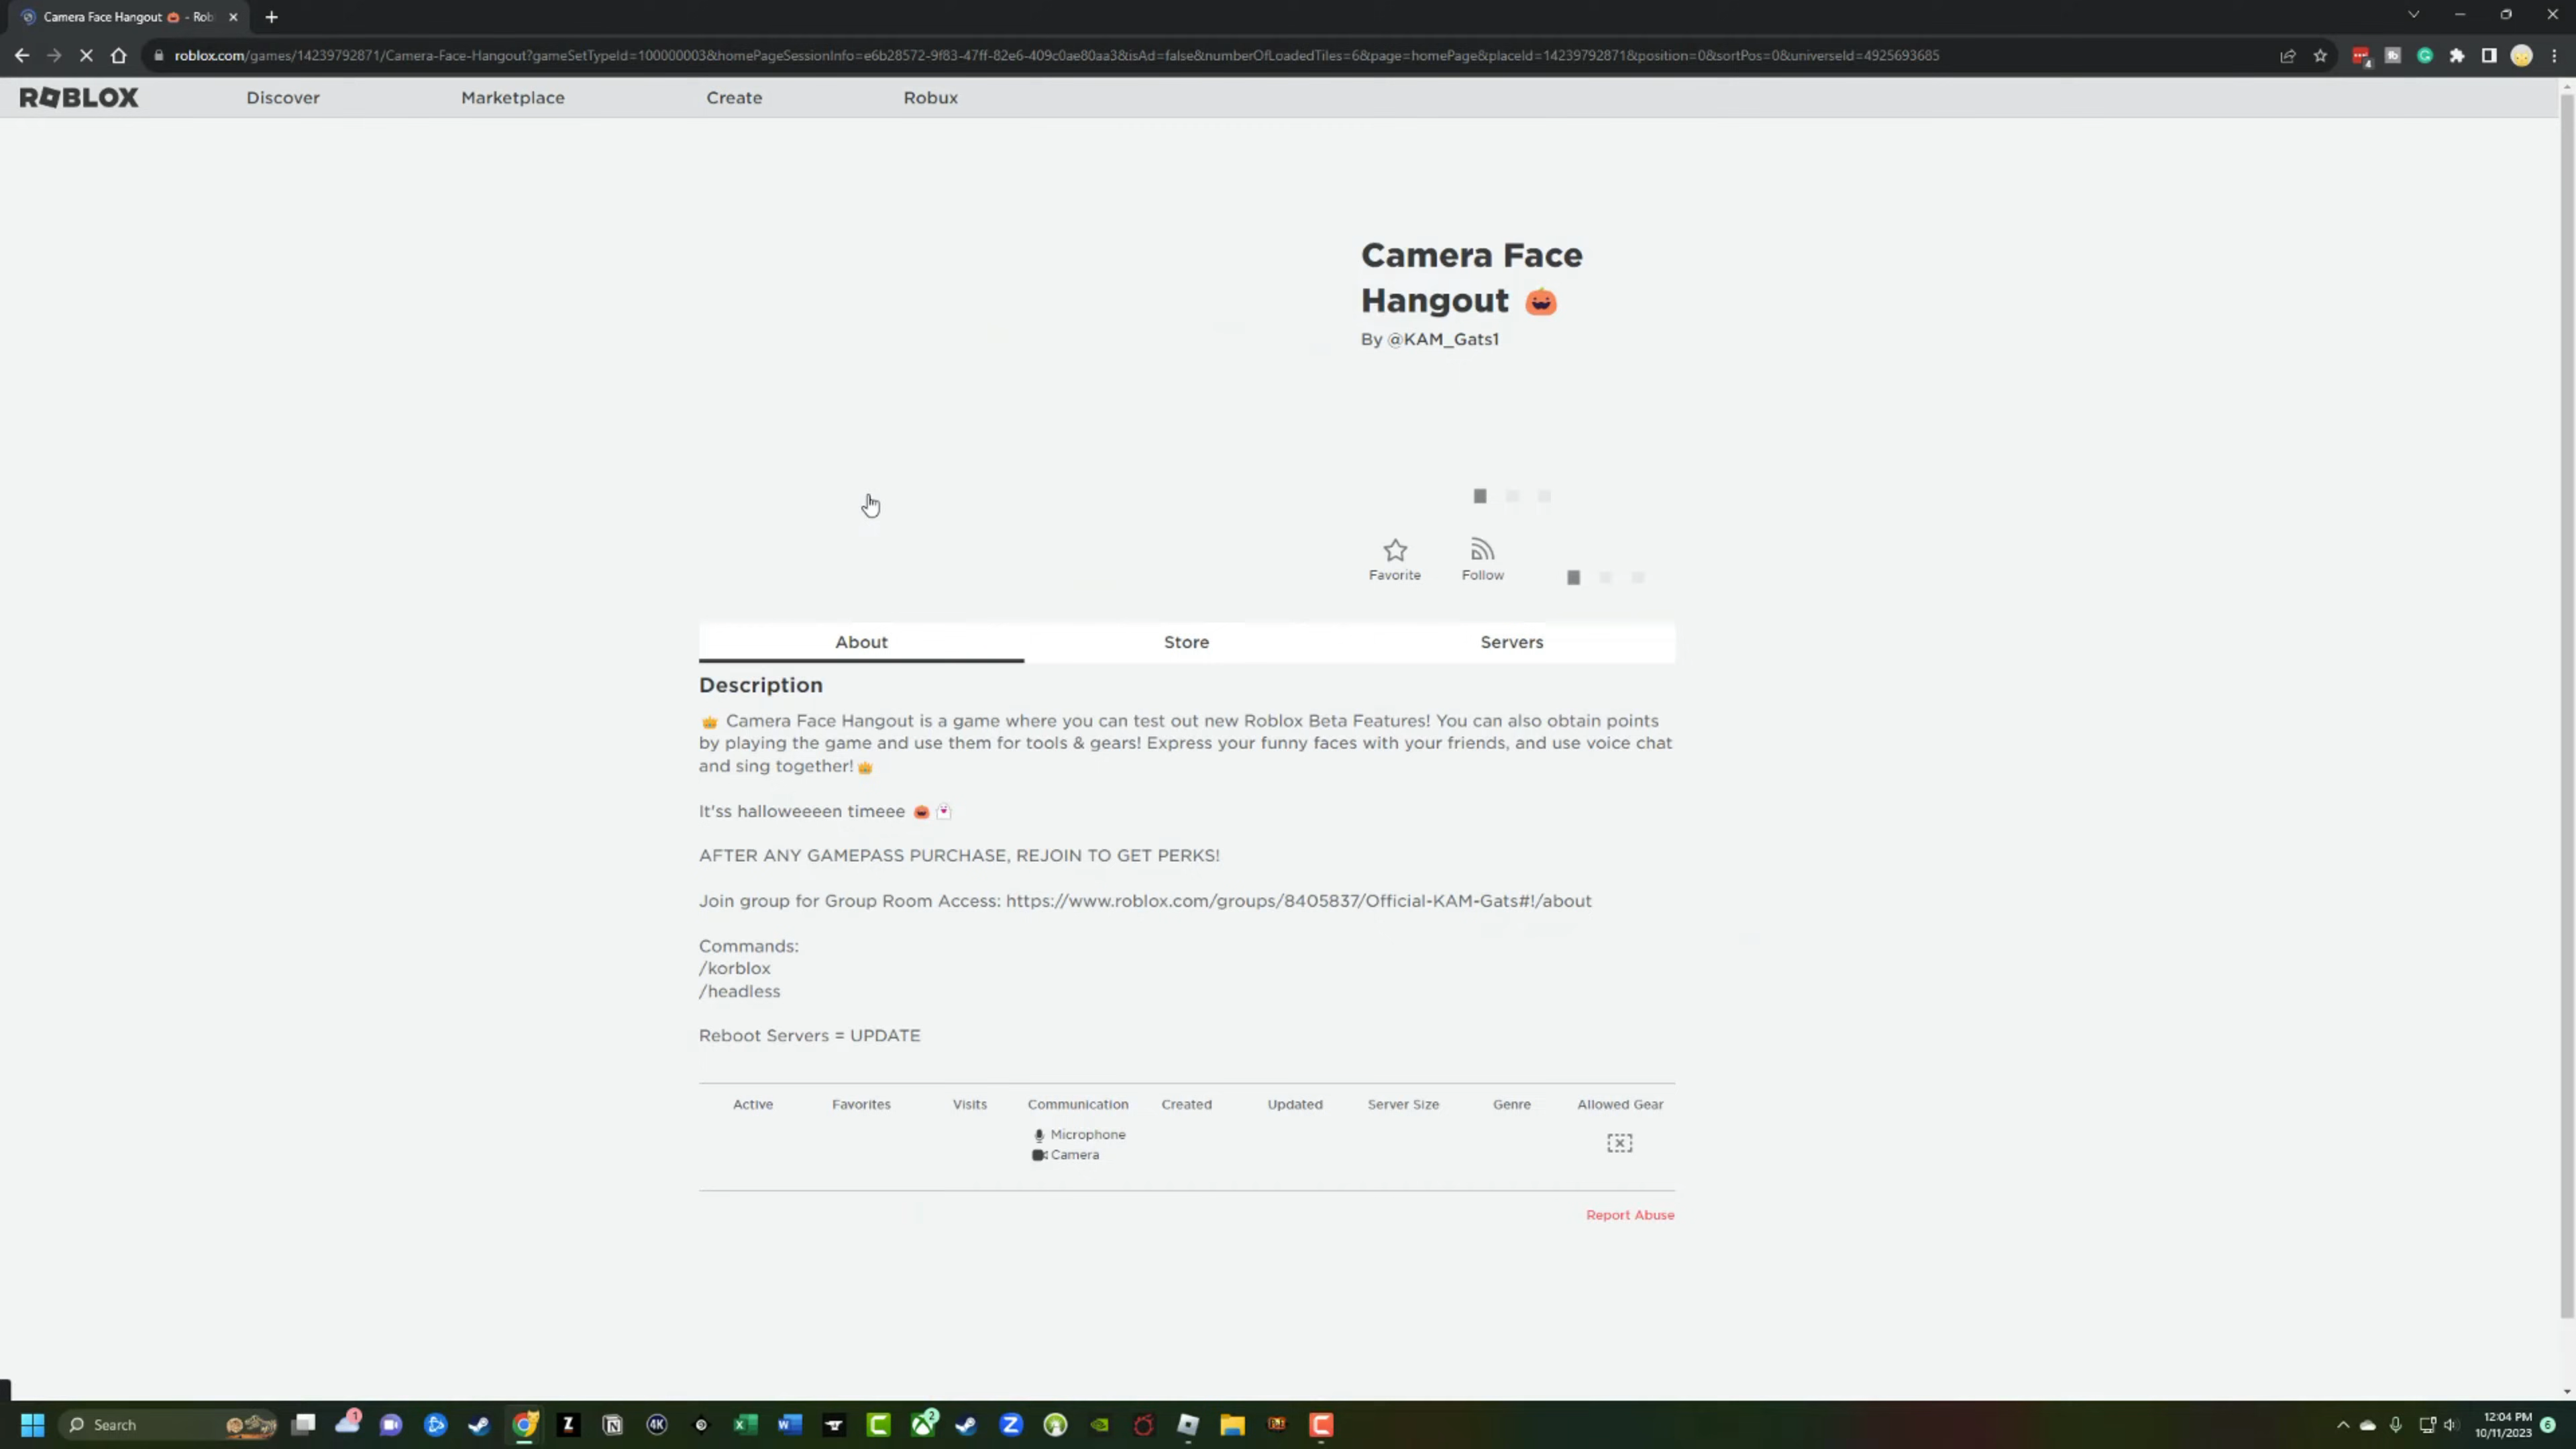 Camera Face Hangout 🎃 - Rob
roblox.com/games/14239792871/Camera-Face-Hangout?gameSetTypeId=100000003&homePageSessionInfo=e6b28572-9f83-47ff-82e6-409c0ae80aa3&isAd=false&numberOfLoadedTiles=6&page=homePage&placeId=14239792871&position=0&sortPos=0&universeId=4925693685
4
ROBLOX Discover Marketplace Create Robux
Camera Face
Hangout 🎃
By @KAM_Gats1
Favorite Follow
About Store Servers
Description
👑 Camera Face Hangout is a game where you can test out new Roblox Beta Features! You can also obtain points
by playing the game and use them for tools & gears! Express your funny faces with your friends, and use voice chat
and sing together!👑
It'ss halloweeeen timeee 🎃 👻
AFTER ANY GAMEPASS PURCHASE, REJOIN TO GET PERKS!
Join group for Group Room Access: https://www.roblox.com/groups/8405837/Official-KAM-Gats#!/about
Commands:
/korblox
/headless
Reboot Servers = UPDATE
Active Favorites Visits Communication Created Updated Server Size Genre Allowed Gear
Microphone
Camera
Report Abuse
Search 1 Z 4K W 2 Z 12:04 PM 6
10/11/2023